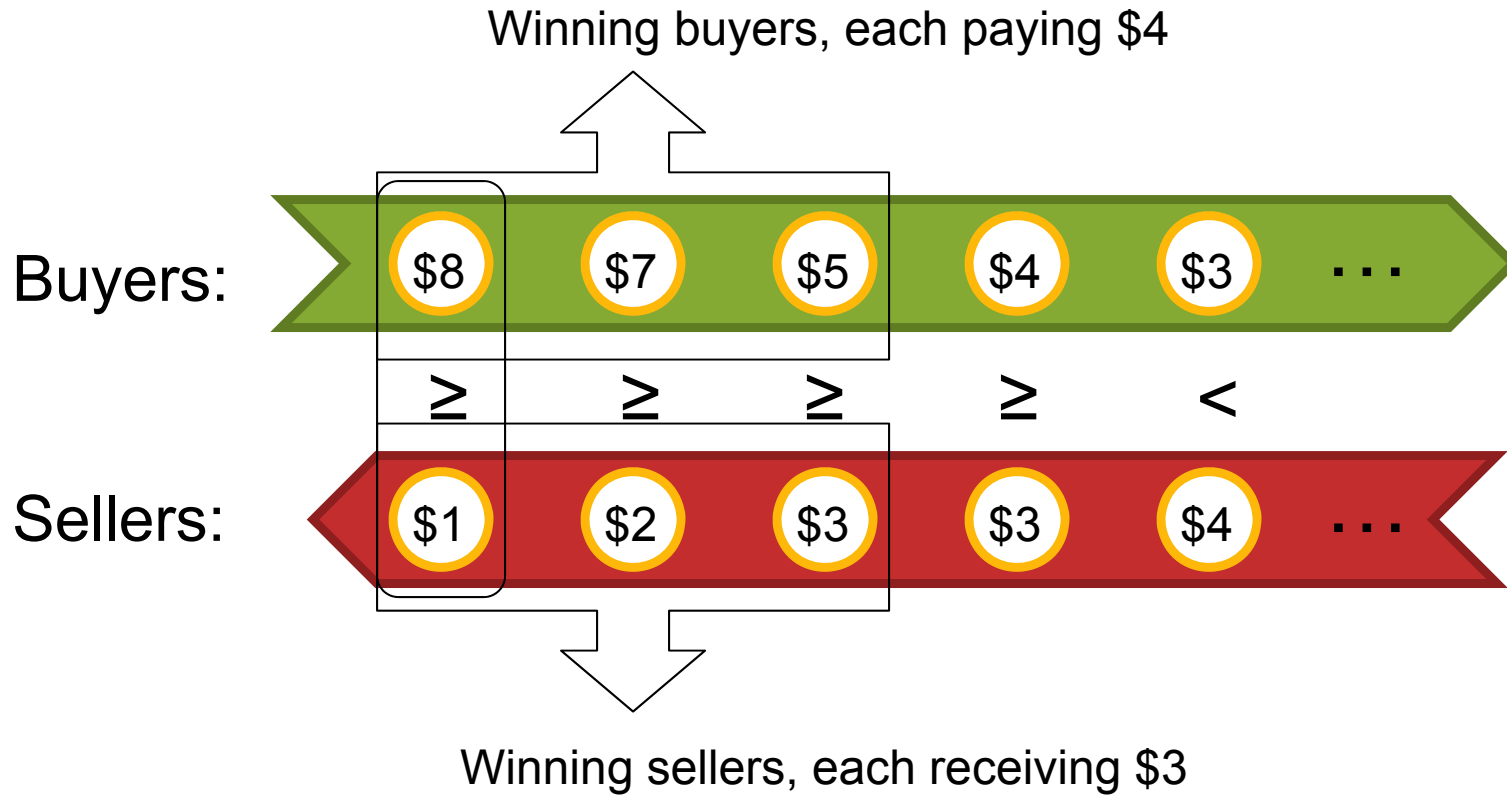 Winning buyers, each paying $4
Buyers: $8 $7 $5 $4 $3 ...
≥ ≥ ≥ ≥ <
Sellers: $1 $2 $3 $3 $4 ...
Winning sellers, each receiving $3